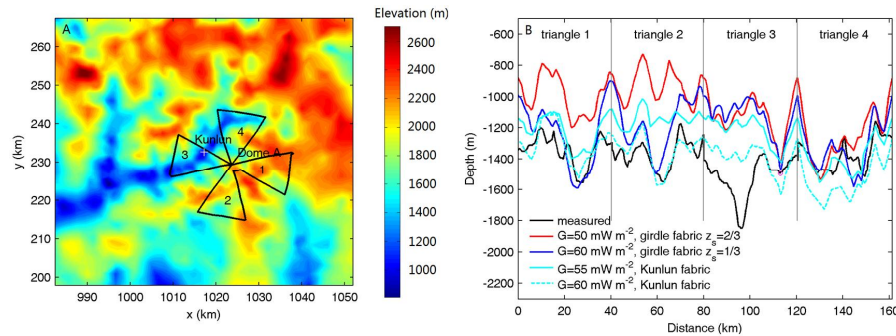 Elevation (m)
A
260
250
240
230
220
210
200
y (km)
990
1000
1010
1020
1030
1040
1050
x (km)
Kunlun
Dome A
4
3
1
2
2600
2400
2200
2000
1800
1600
1400
1200
1000
B
triangle 1
triangle 2
triangle 3
triangle 4
-600
-800
-1000
-1200
-1400
-1600
-1800
-2000
-2200
Depth (m)
measured
G=50 mW m-2, girdle fabric zs=2/3
G=60 mW m-2, girdle fabric zs=1/3
G=55 mW m-2, Kunlun fabric
G=60 mW m-2, Kunlun fabric
0
20
40
60
80
100
120
140
160
Distance (km)